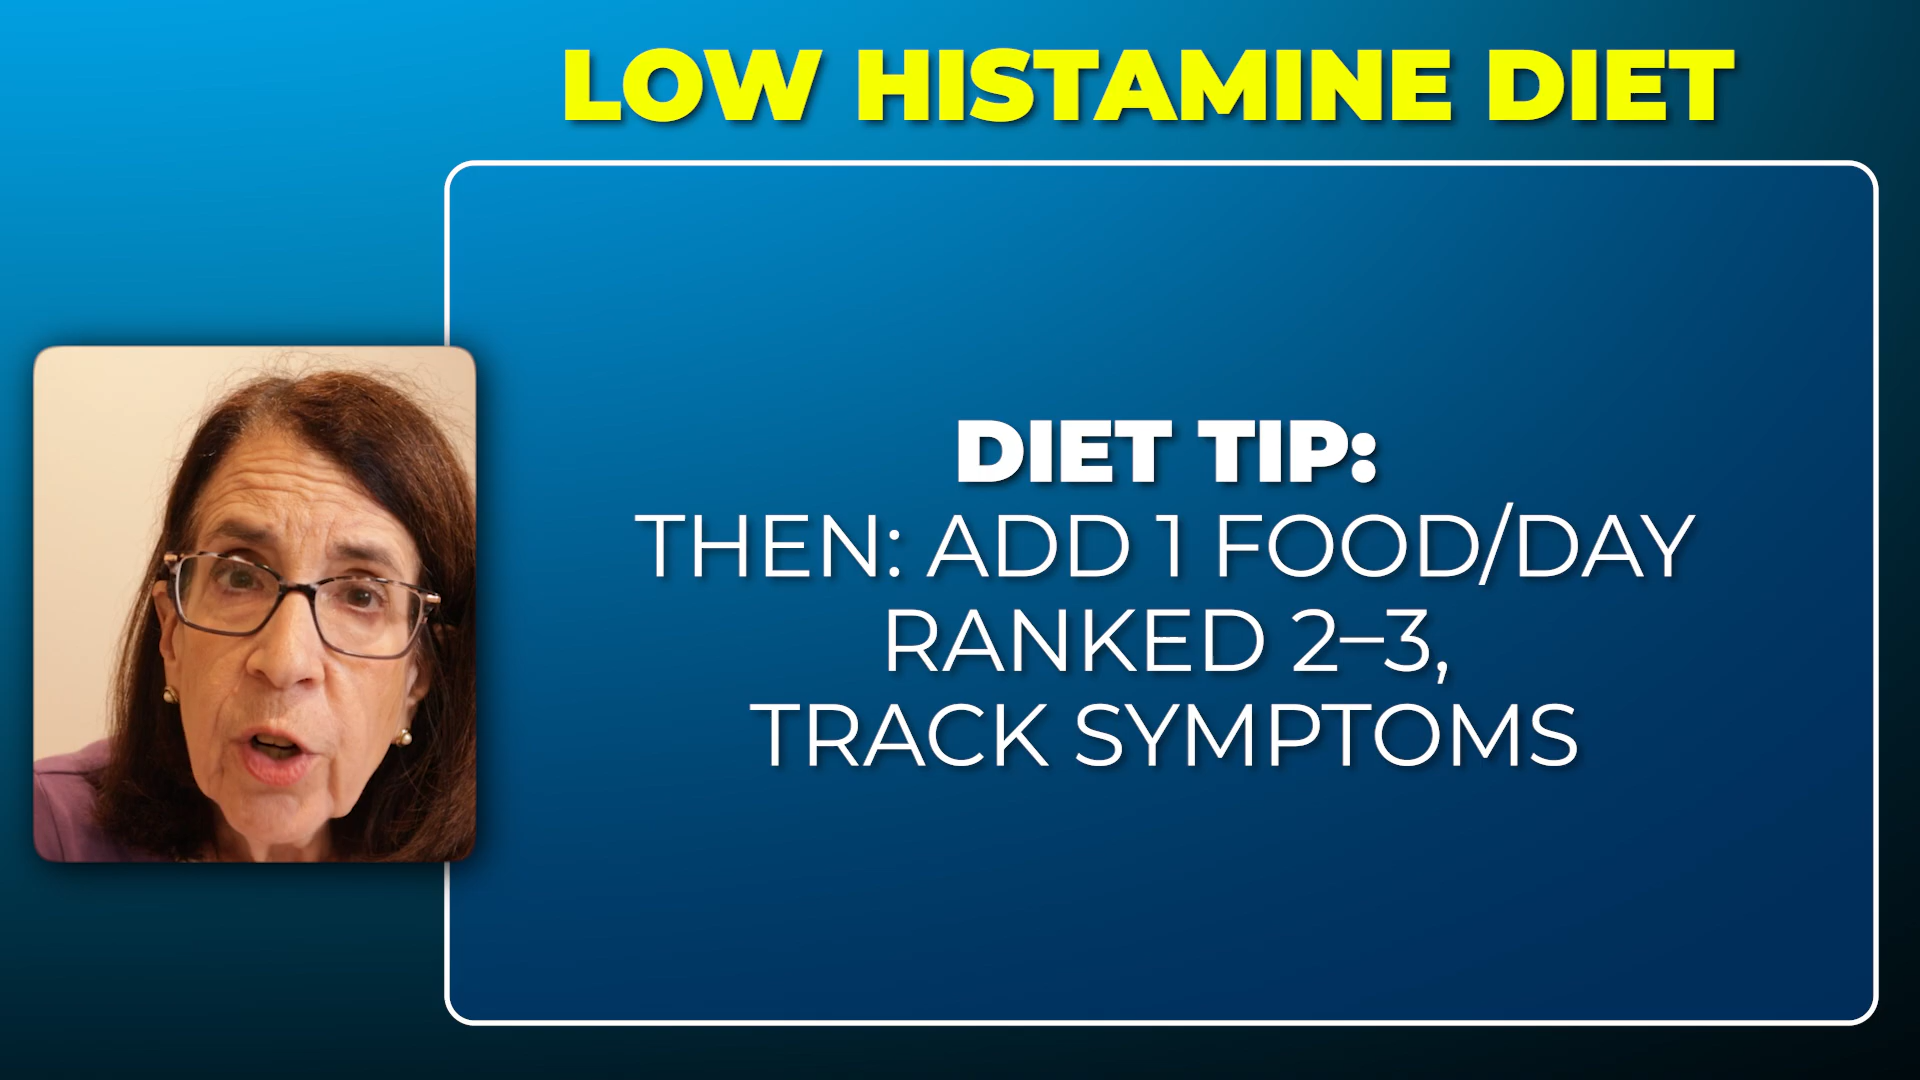 LOW HISTAMINE DIET
DIET TIP:
THEN: ADD 1 FOOD/DAY
RANKED 2–3,
TRACK SYMPTOMS